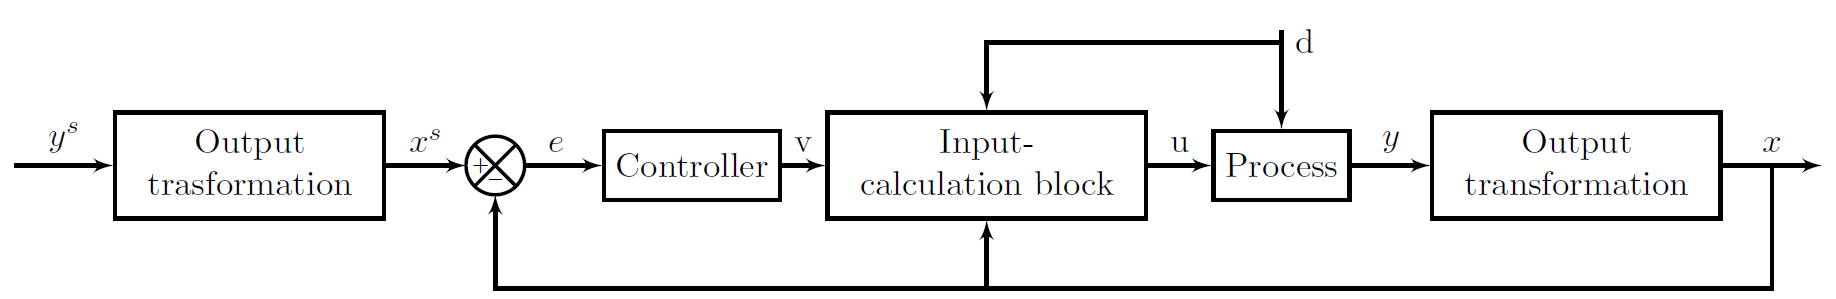 d
y^s
Output
trasformation
x^s
+
−
e
Controller
v
Input-
calculation block
u
Process
y
Output
transformation
x